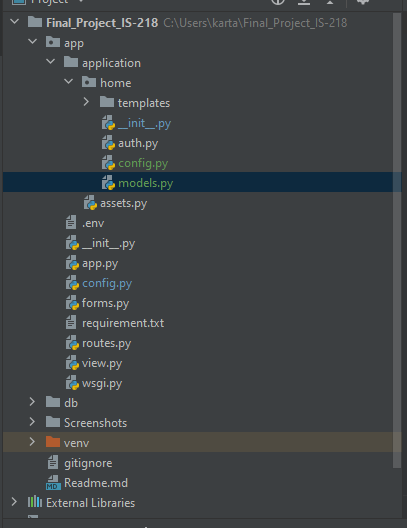 Project
Final_Project_IS-218 C:\Users\karta\Final_Project_IS-218
app
application
home
templates
__init__.py
auth.py
config.py
models.py
assets.py
.env
__init__.py
app.py
config.py
forms.py
requirement.txt
routes.py
view.py
wsgi.py
db
Screenshots
venv
gitignore
Readme.md
External Libraries